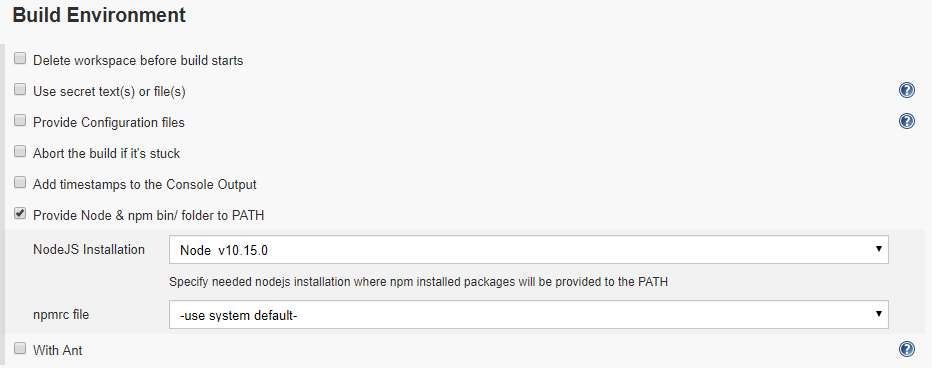 Build Environment
Delete workspace before build starts
Use secret text(s) or file(s)
?
Provide Configuration files
?
Abort the build if it's stuck
Add timestamps to the Console Output
Provide Node & npm bin/ folder to PATH
NodeJS Installation Node v10.15.0
Specify needed nodejs installation where npm installed packages will be provided to the PATH
npmrc file -use system default-
With Ant
?